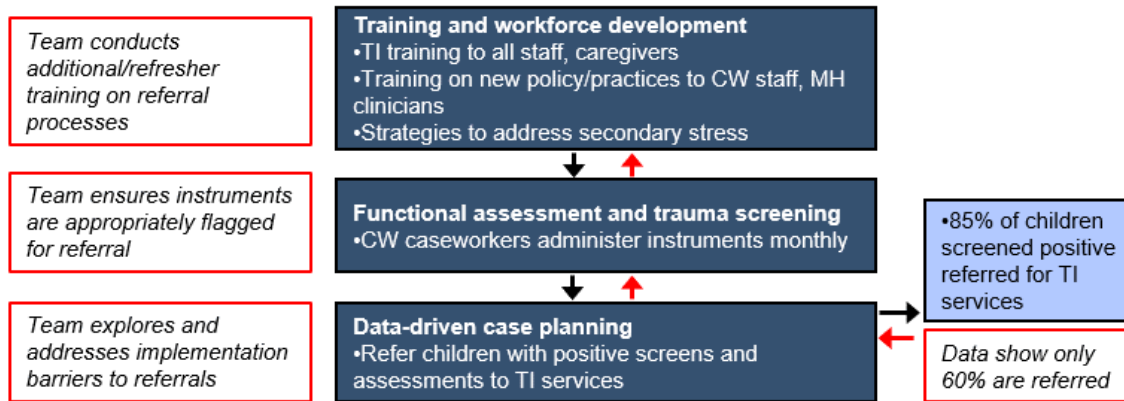 Team conducts
additional/refresher
training on referral
processes
Training and workforce development
•TI training to all staff, caregivers
•Training on new policy/practices to CW staff, MH
clinicians
•Strategies to address secondary stress
Team ensures instruments
are appropriately flagged
for referral
Functional assessment and trauma screening
•CW caseworkers administer instruments monthly
•85% of children
screened positive
referred for TI
services
Team explores and
addresses implementation
barriers to referrals
Data-driven case planning
•Refer children with positive screens and
assessments to TI services
Data show only
60% are referred